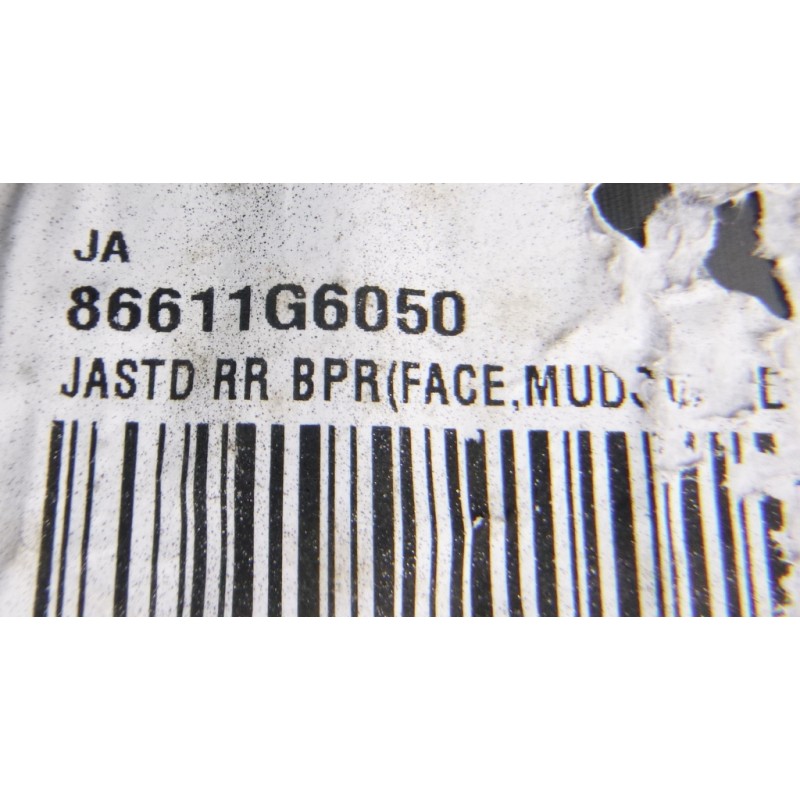 JA
86611G6050
JASTD RR BPR(FACE,MUD